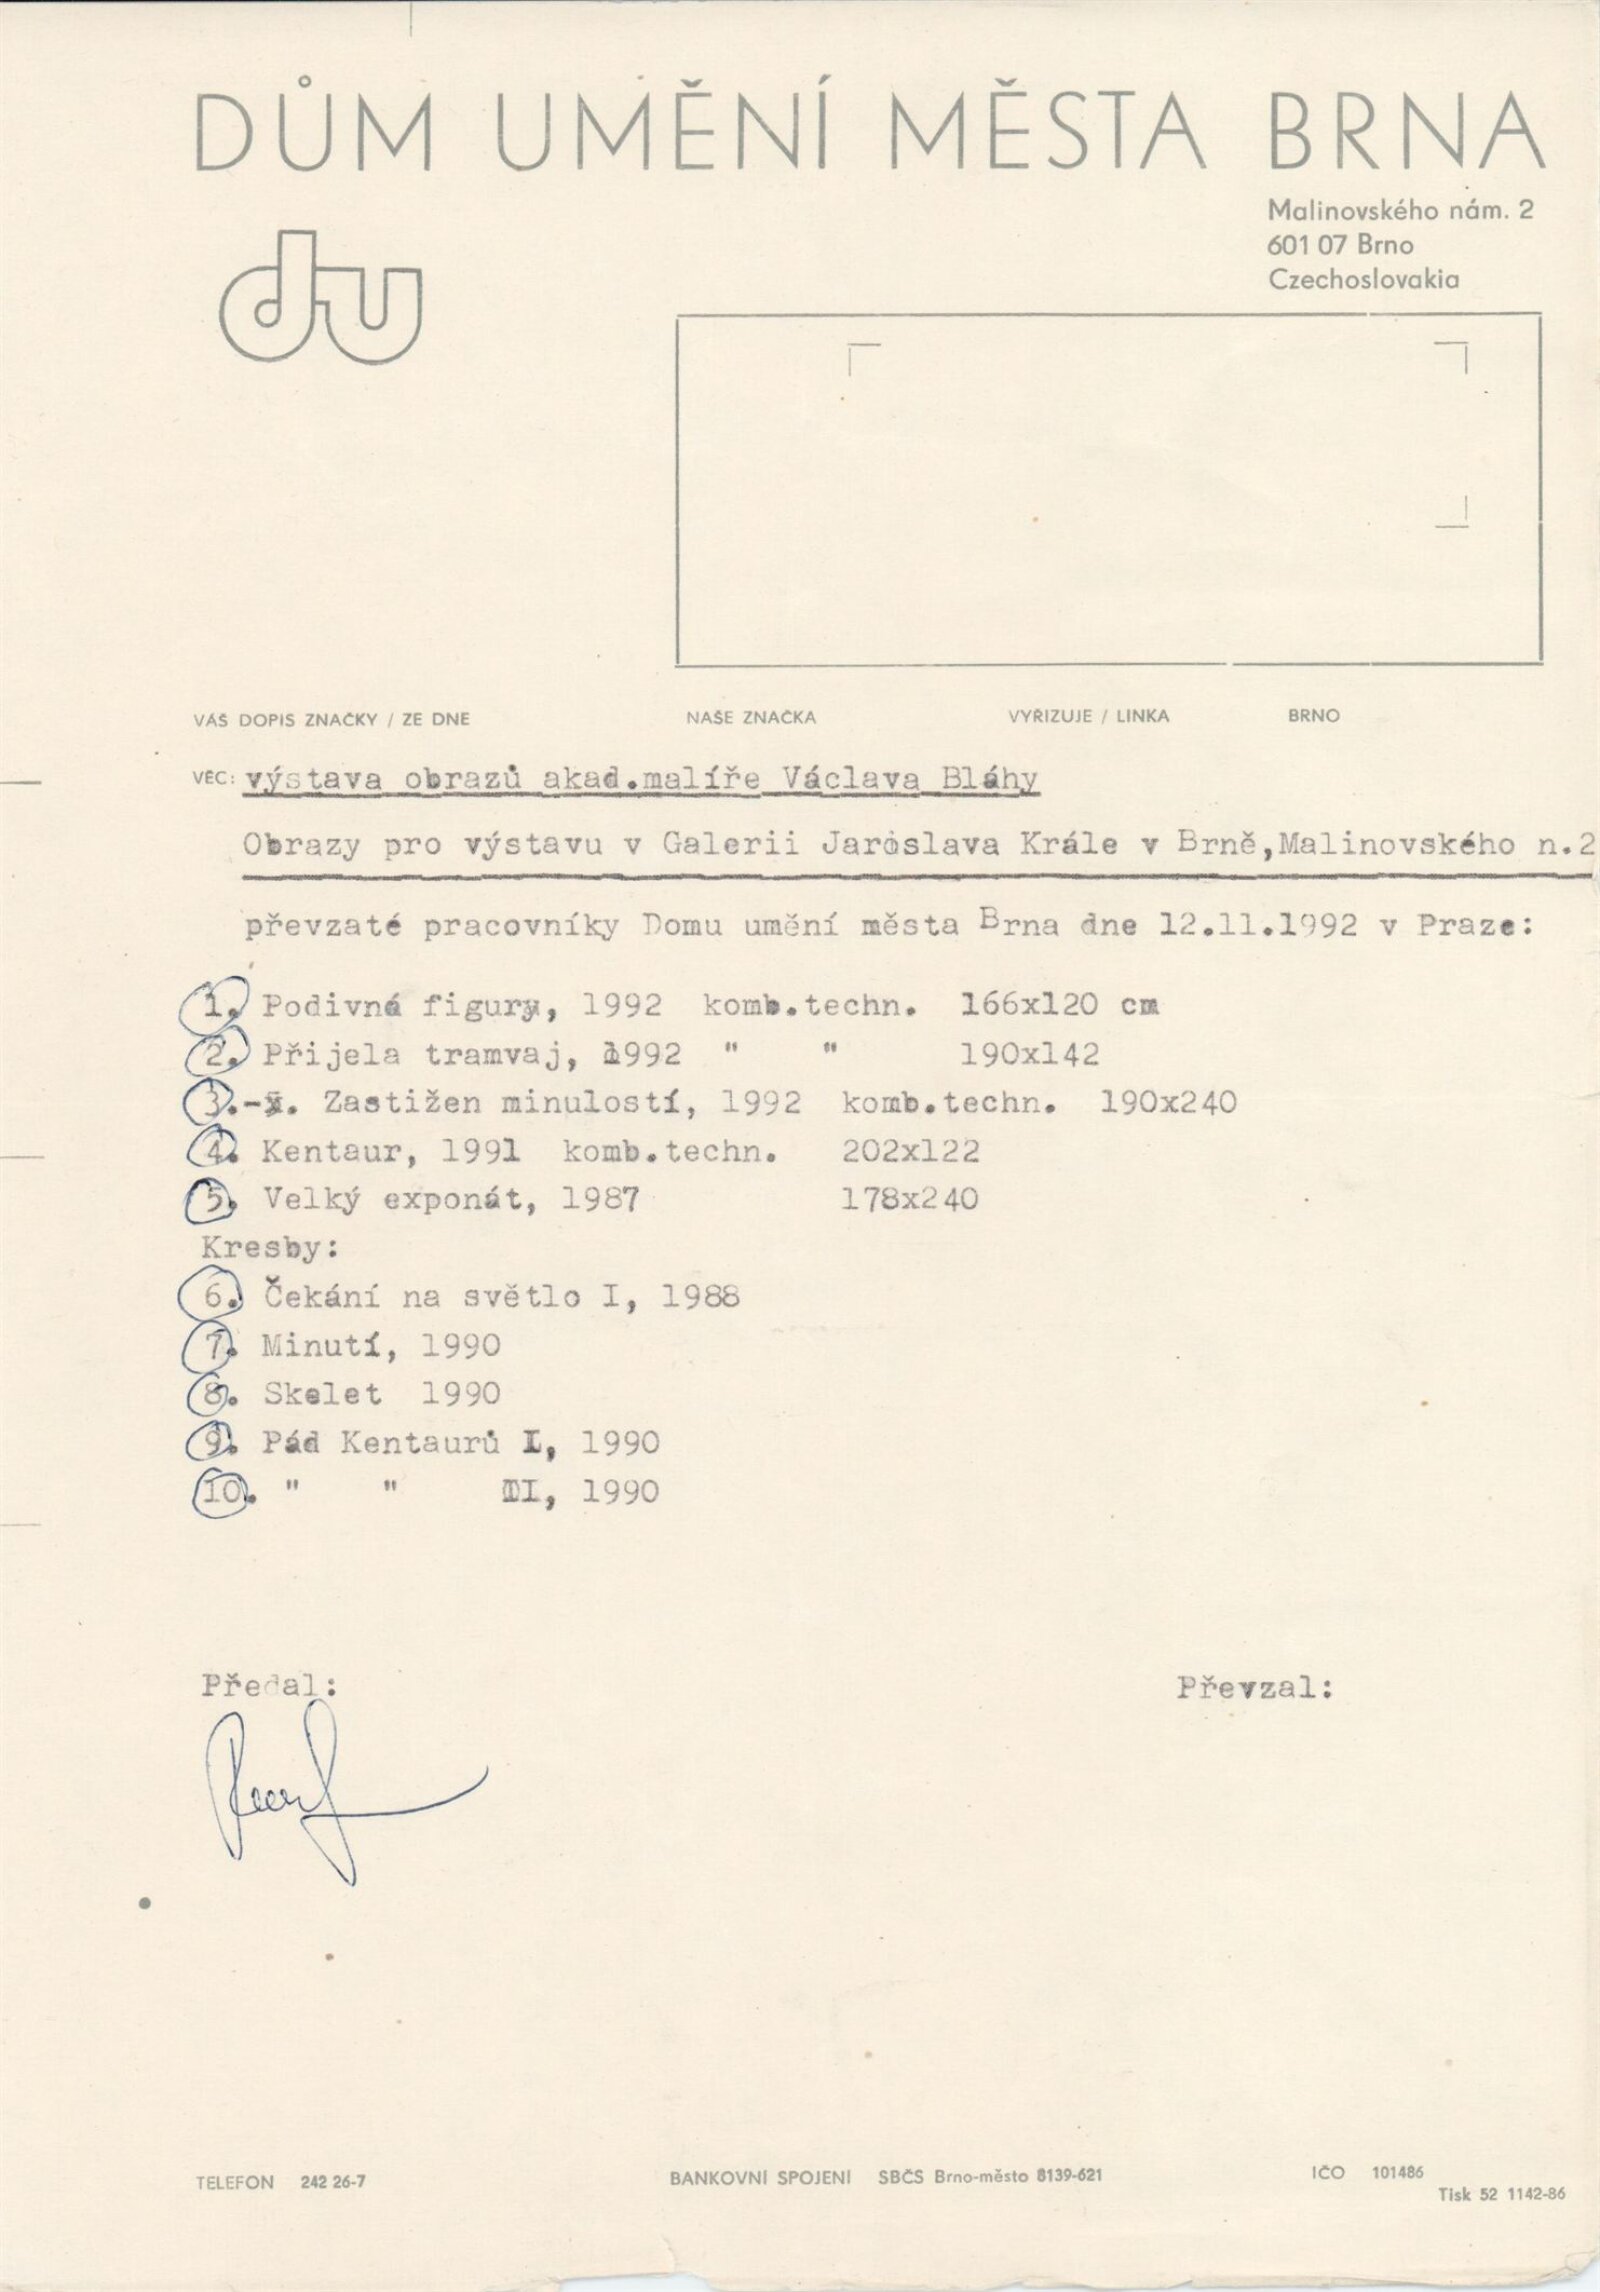 DŮM UMĚNÍ MĚSTA BRNA
Malinovského nám. 2
601 07 Brno
Czechoslovakia
du
VÁŠ DOPIS ZNAČKY / ZE DNE NAŠE ZNAČKA VYŘIZUJE / LINKA BRNO
VĚC: výstava obrazů akad.malíře Václava Bláhy
Obrazy pro výstavu v Galerii Jaroslava Krále v Brně,Malinovského n.2
převzaté pracovníky Domu umění města Brna dne 12.11.1992 v Praze:
1. Podivné figury, 1992 komb.techn. 166x120 cm
2. Přijela tramvaj, 1992 " " 190x142
3.- . Zastižen minulostí, 1992 komb.techn. 190x240
4. Kentaur, 1991 komb.techn. 202x122
5. Velký exponát, 1987 178x240
Kresby:
6. Čekání na světlo I, 1988
7. Minutí, 1990
8. Skelet 1990
9. Pád Kentaurů I, 1990
10. " " II, 1990
Předal: Převzal:
TELEFON 242 26-7 BANKOVNÍ SPOJENÍ SBČS Brno-město 8139-621 IČO 101486
Tisk 52 1142-86